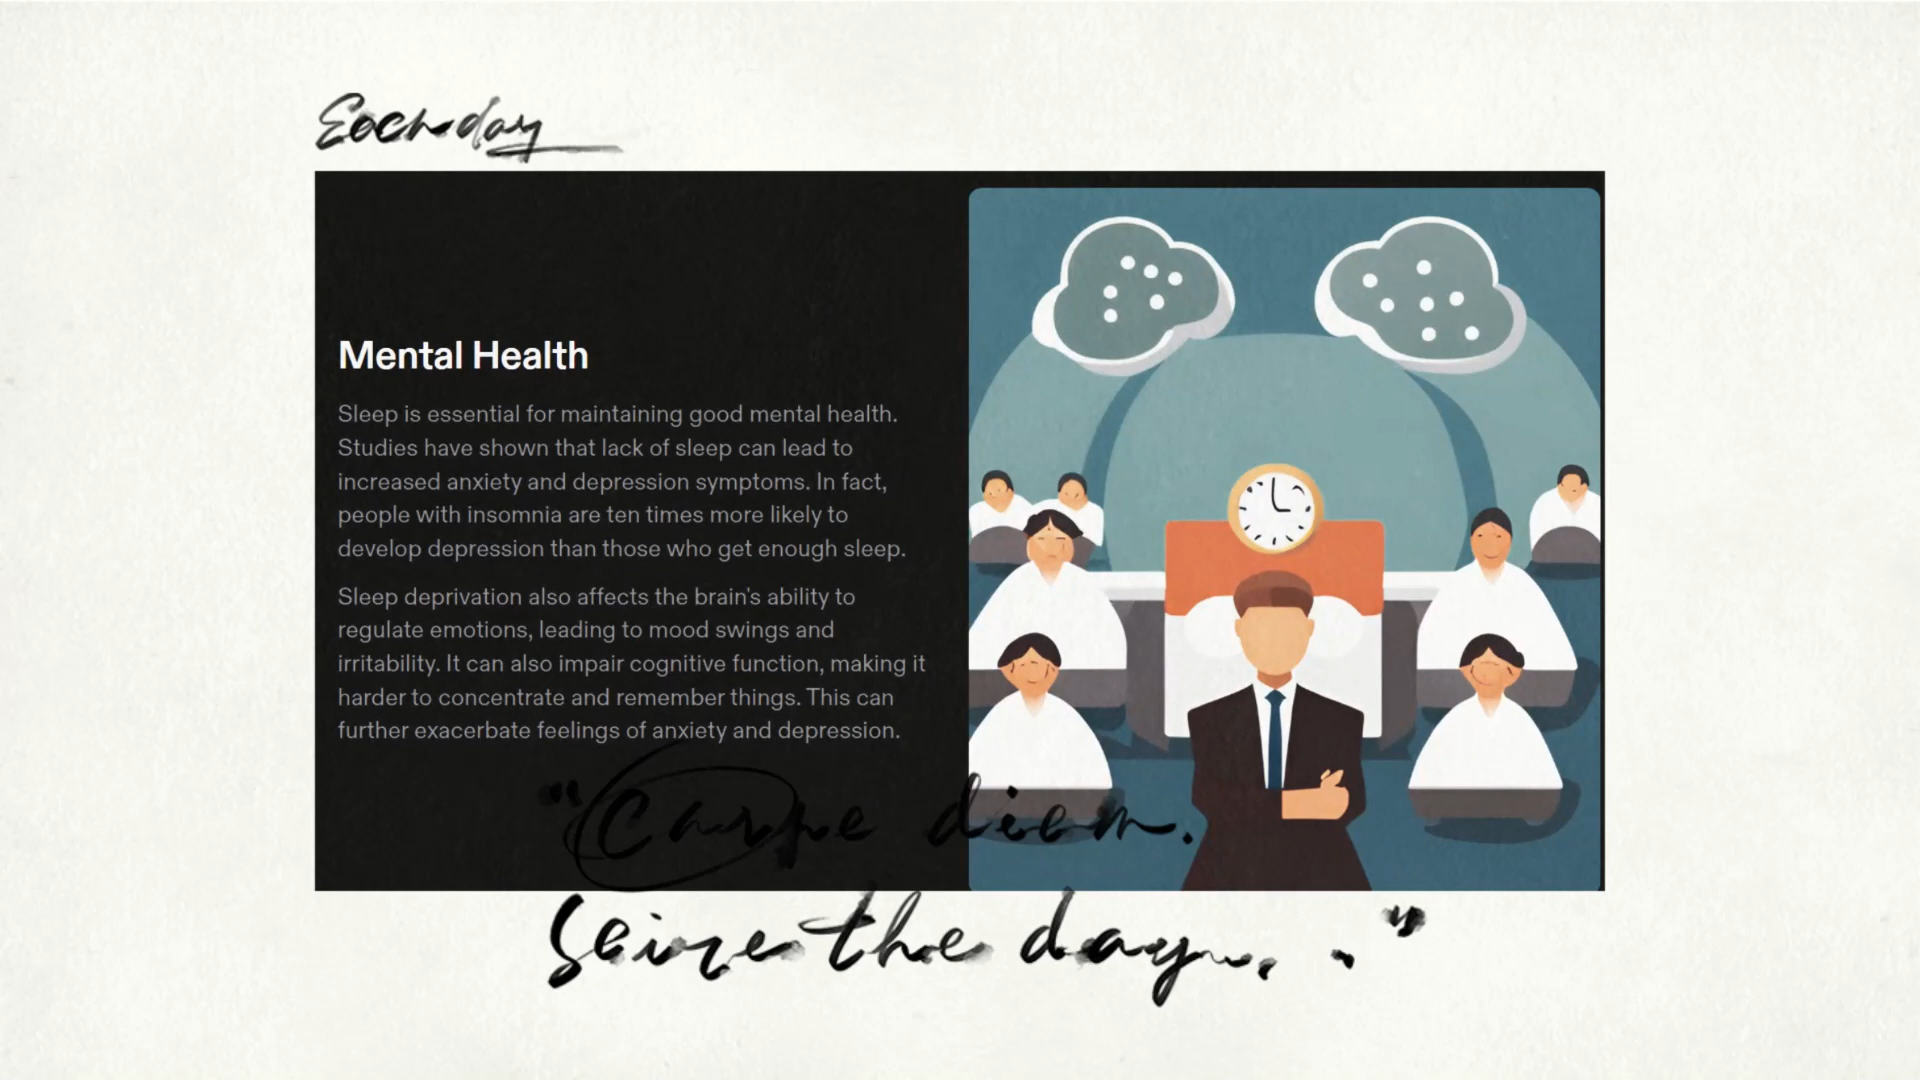 Each day
Mental Health
Sleep is essential for maintaining good mental health.
Studies have shown that lack of sleep can lead to
increased anxiety and depression symptoms. In fact,
people with insomnia are ten times more likely to
develop depression than those who get enough sleep.
Sleep deprivation also affects the brain's ability to
regulate emotions, leading to mood swings and
irritability. It can also impair cognitive function, making it
harder to concentrate and remember things. This can
further exacerbate feelings of anxiety and depression.
"Carpe diem.
Seize the day. . ."